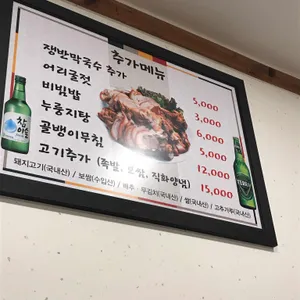 추가메뉴
쟁반막국수 추가 5,000
어리굴젓 3,000
비빔밥 6,000
누룽지탕 5,000
골뱅이무침 12,000
고기추가 (족발, 보쌈, 직화양념) 15,000
돼지고기(국내산) / 보쌈(수입산) / 배추·무김치(국내산) / 쌀(국내산) / 고추가루(국내산)
참이슬